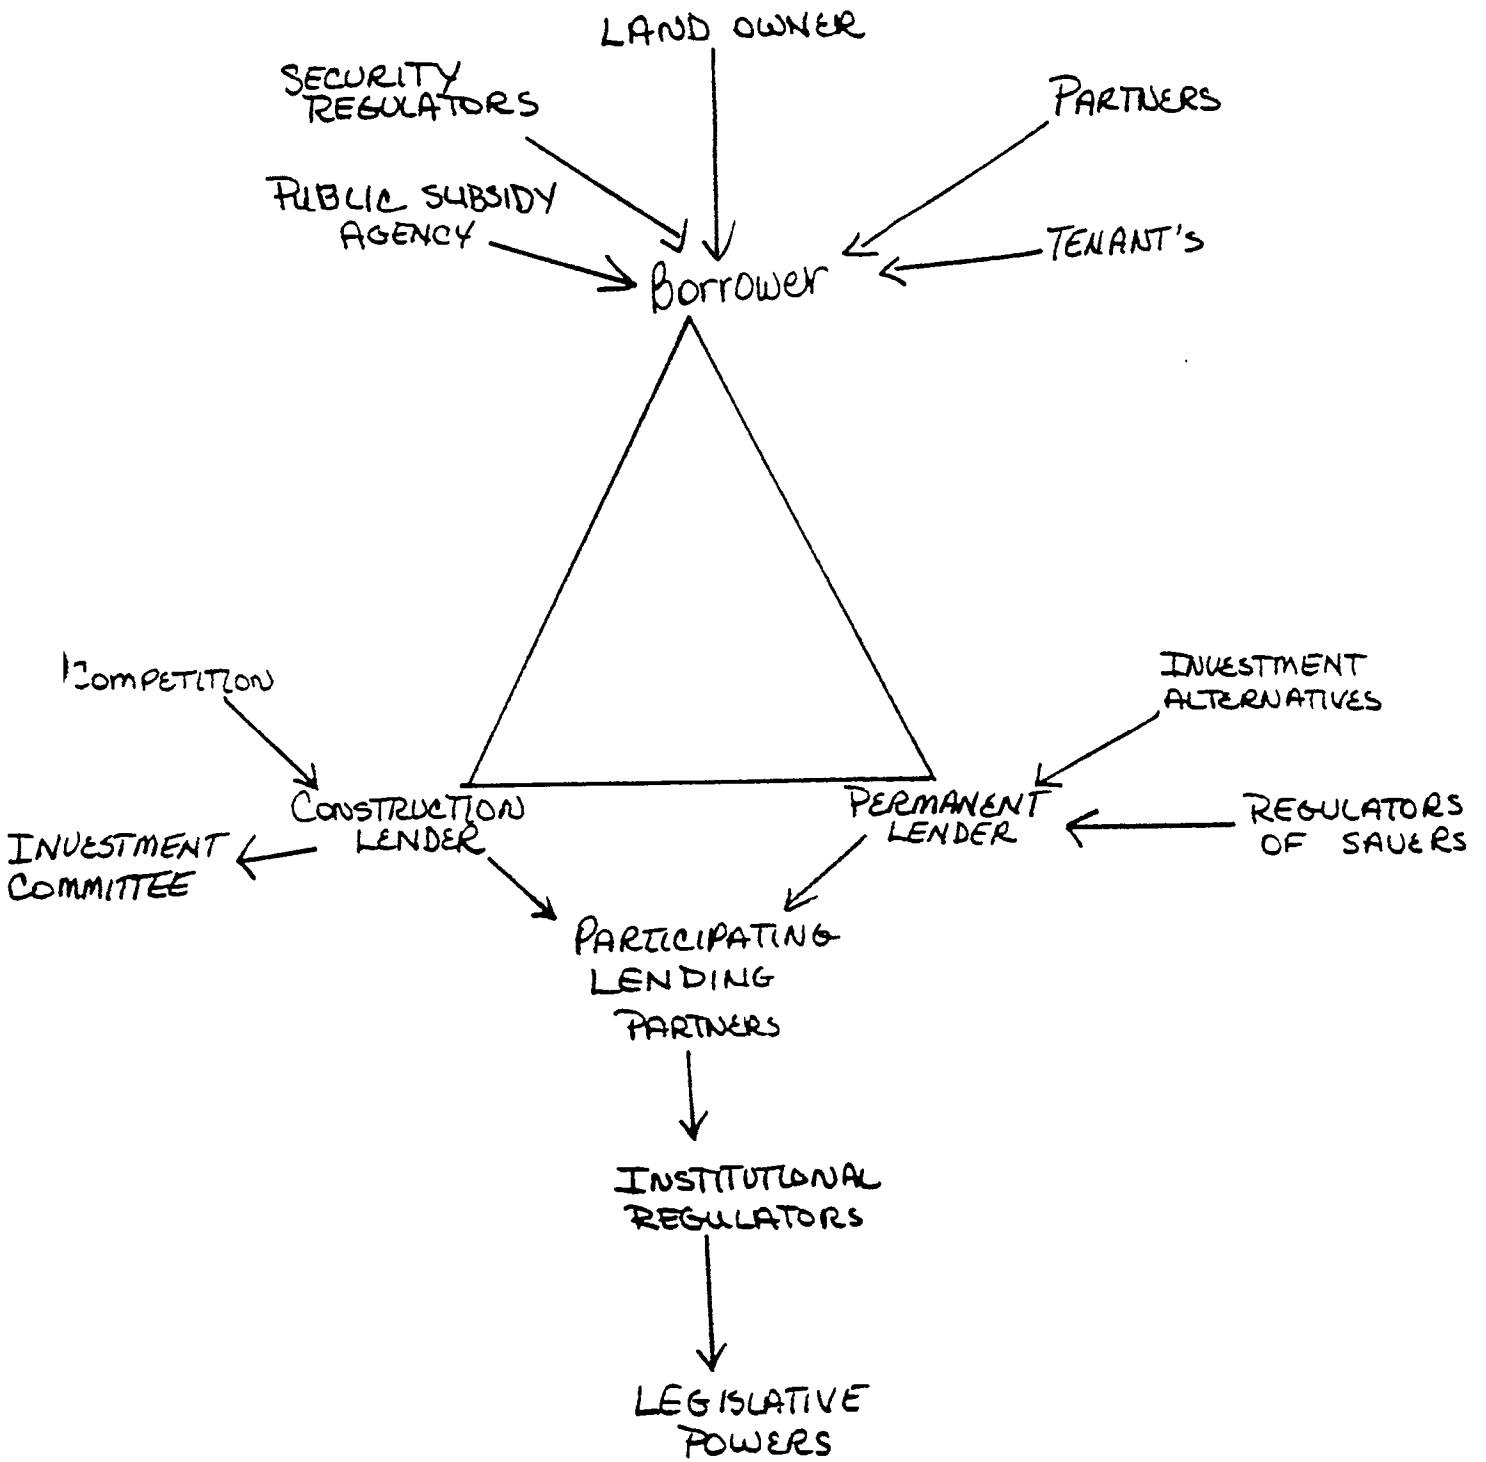 LAND OWNER
SECURITY
REGULATORS
PARTNERS
PUBLIC SUBSIDY
AGENCY
TENANT'S
Borrower
COMPETITION
INVESTMENT
ALTERNATIVES
CONSTRUCTION
LENDER
PERMANENT
LENDER
REGULATORS
OF SAVERS
INVESTMENT
COMMITTEE
PARTICIPATING
LENDING
PARTNERS
INSTITUTIONAL
REGULATORS
LEGISLATIVE
POWERS